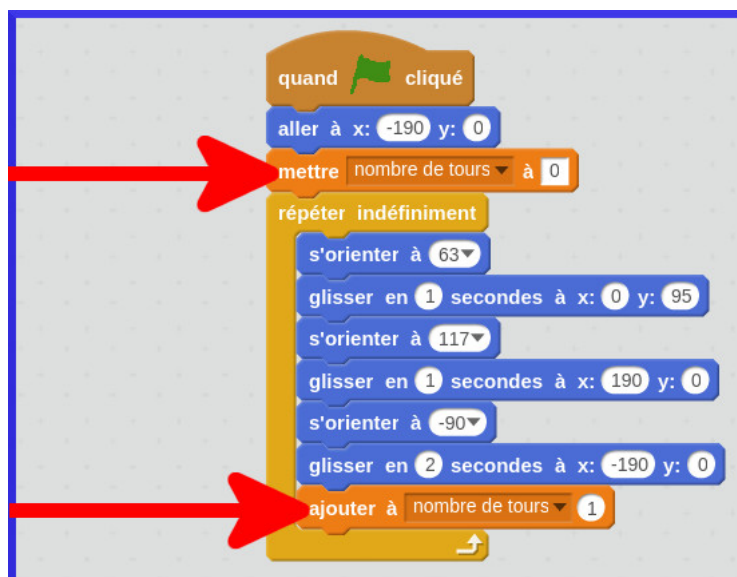 quand cliqué
aller à x: -190 y: 0
mettre nombre de tours à 0
répéter indéfiniment
s'orienter à 63
glisser en 1 secondes à x: 0 y: 95
s'orienter à 117
glisser en 1 secondes à x: 190 y: 0
s'orienter à -90
glisser en 2 secondes à x: -190 y: 0
ajouter à nombre de tours 1